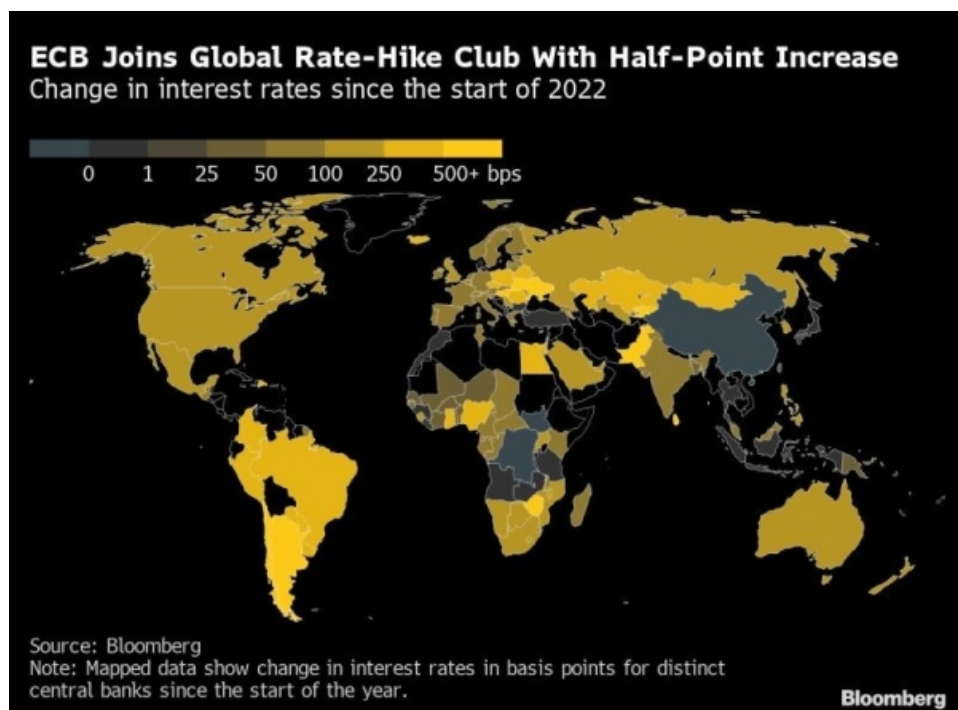 ECB Joins Global Rate-Hike Club With Half-Point Increase
Change in interest rates since the start of 2022
0 1 25 50 100 250 500+ bps
Source: Bloomberg
Note: Mapped data show change in interest rates in basis points for distinct
central banks since the start of the year.
Bloomberg